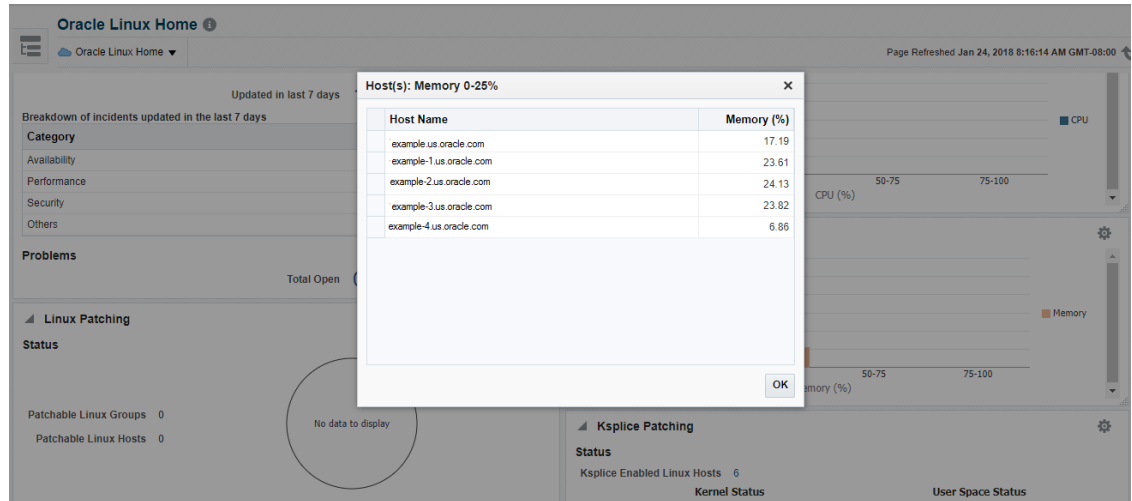 Oracle Linux Home
Oracle Linux Home
Page Refreshed Jan 24, 2018 8:16:14 AM GMT-08:00
Updated in last 7 days
Breakdown of incidents updated in the last 7 days
Category
Availability
Performance
Security
Others
Problems
Total Open
Linux Patching
Status
Patchable Linux Groups 0
Patchable Linux Hosts 0
No data to display
Host(s): Memory 0-25%
Host Name Memory (%)
example.us.oracle.com 17.19
example-1.us.oracle.com 23.61
example-2.us.oracle.com 24.13
example-3.us.oracle.com 23.82
example-4.us.oracle.com 6.86
OK
CPU
50-75 75-100
CPU (%)
Memory
50-75 75-100
emory (%)
Ksplice Patching
Status
Ksplice Enabled Linux Hosts 6
Kernel Status User Space Status